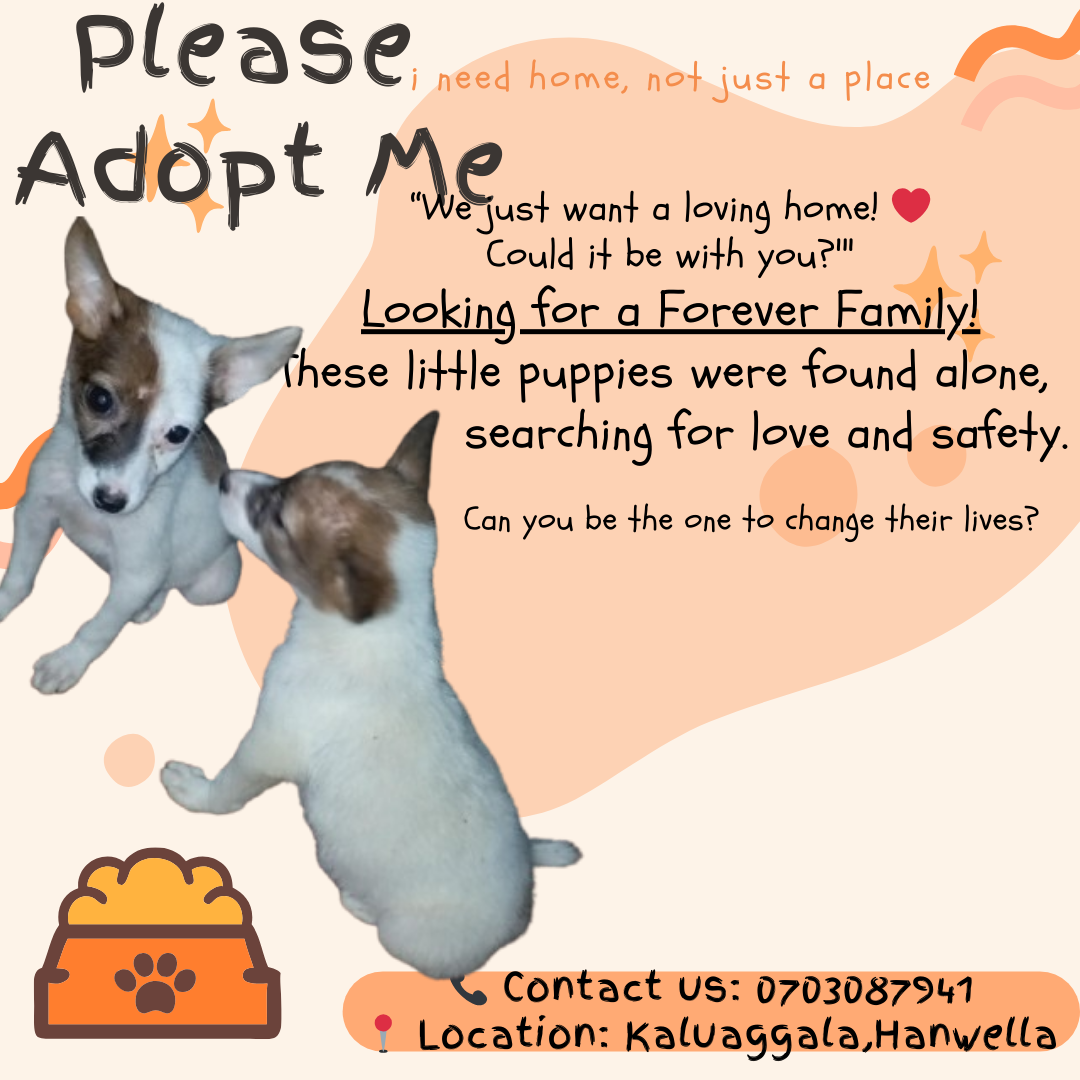 Please
i need home, not just a place
Adopt Me
"We just want a loving home! ❤️
Could it be with you?'"
Looking for a Forever Family!
These little puppies were found alone,
searching for love and safety.
Can you be the one to change their lives?
Contact us: 0703087941
Location: Kaluaggala,Hanwella